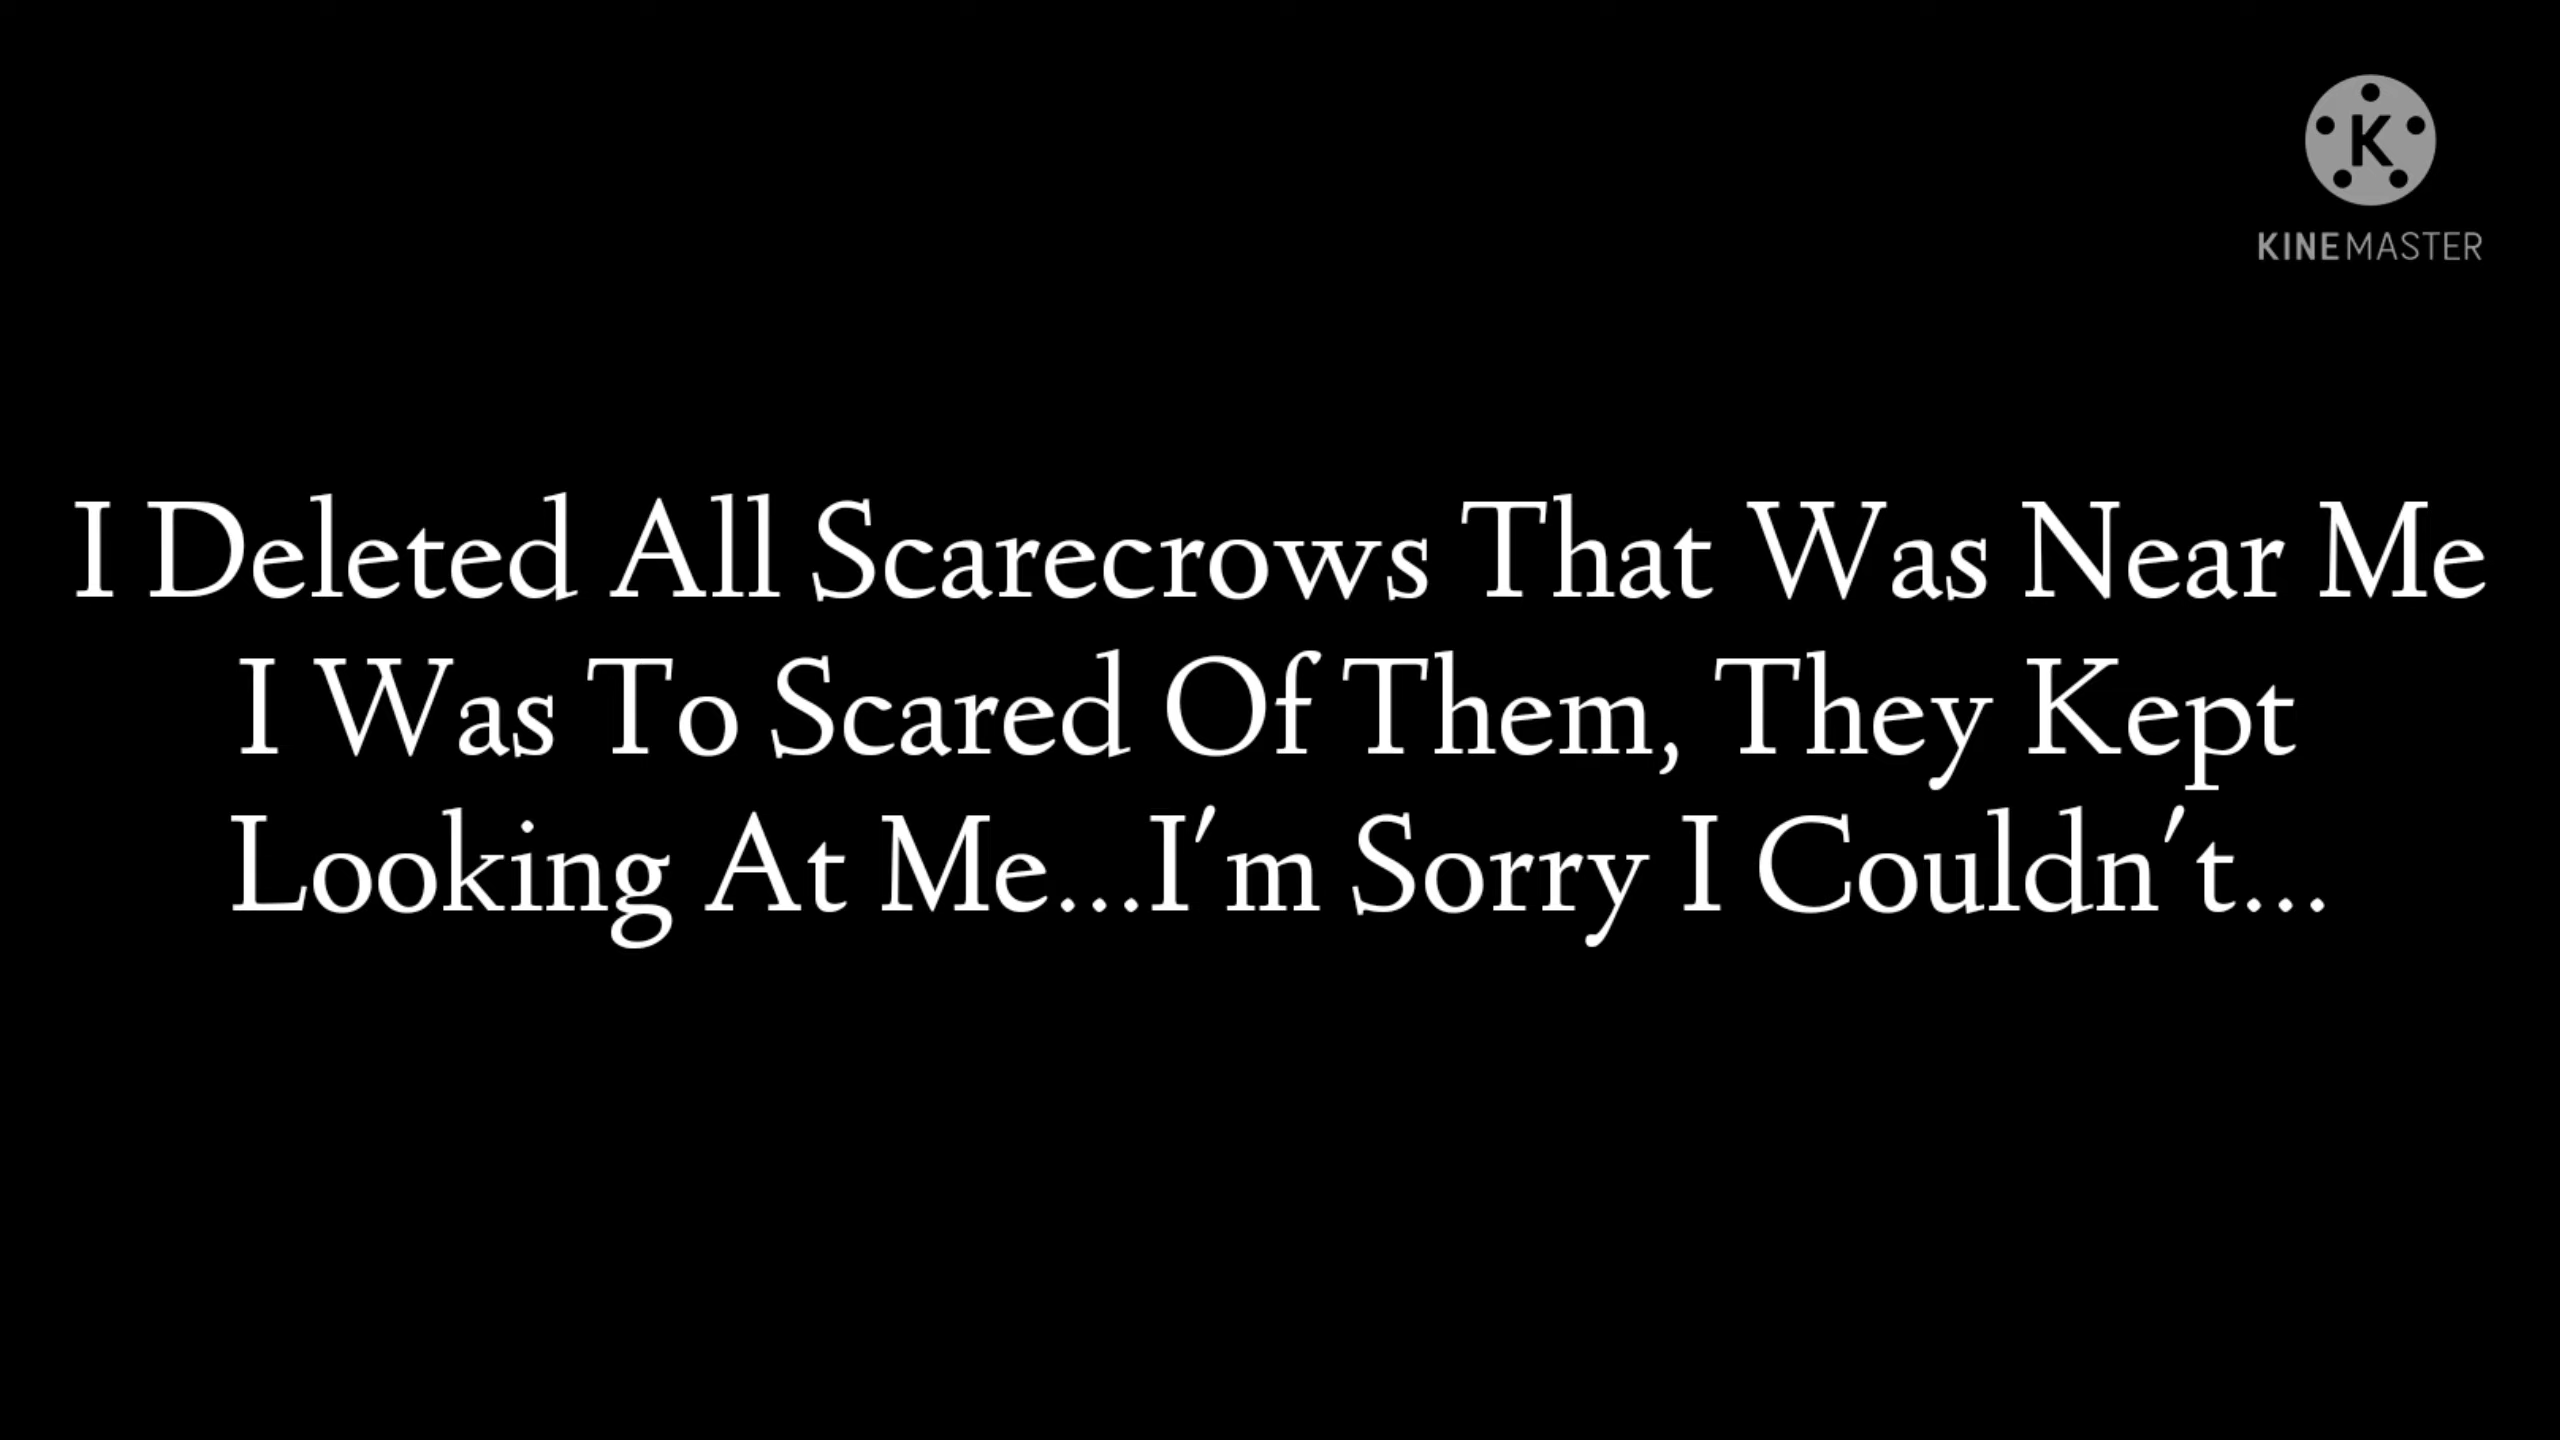 K
KINEMASTER
I Deleted All Scarecrows That Was Near Me
I Was To Scared Of Them, They Kept
Looking At Me...I'm Sorry I Couldn't...